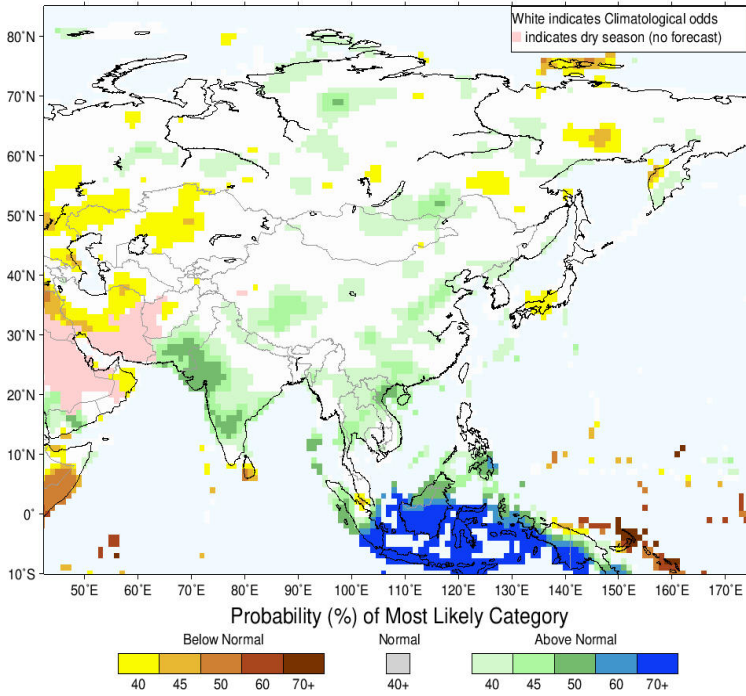 White indicates Climatological odds
indicates dry season (no forecast)
80°N
70°N
60°N
50°N
40°N
30°N
20°N
10°N
0°
10°S
50°E 60°E 70°E 80°E 90°E 100°E 110°E 120°E 130°E 140°E 150°E 160°E 170°E
Probability (%) of Most Likely Category
Below Normal Normal Above Normal
40 45 50 60 70+ 40+ 40 45 50 60 70+